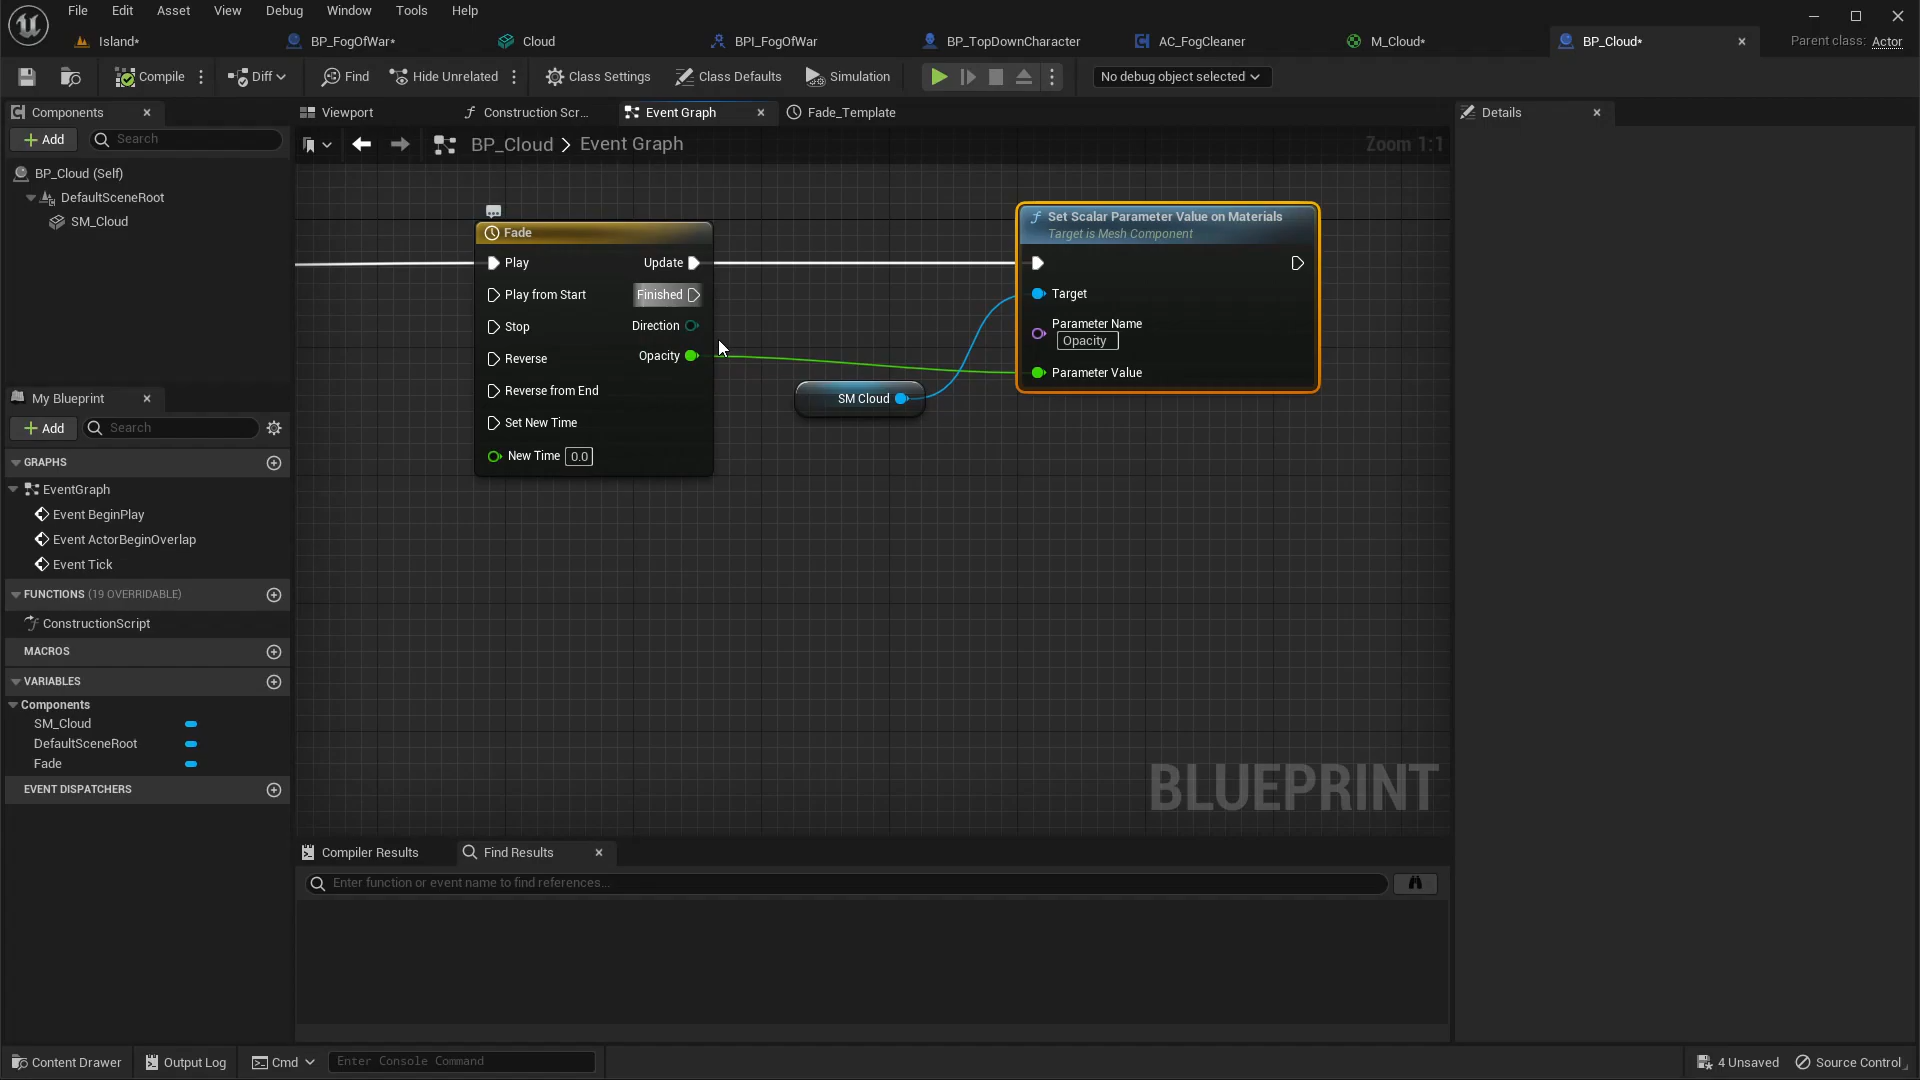 File Edit Asset View Debug Window Tools Help
Island* BP_FogOfWar* Cloud BPI_FogOfWar BP_TopDownCharacter AC_FogCleaner M_Cloud* BP_Cloud* Parent class: Actor
Compile Diff Find Hide Unrelated Class Settings Class Defaults Simulation No debug object selected
Components
Add Search
BP_Cloud (Self)
DefaultSceneRoot
SM_Cloud
My Blueprint
Add Search
GRAPHS
EventGraph
Event BeginPlay
Event ActorBeginOverlap
Event Tick
FUNCTIONS (19 OVERRIDABLE)
ConstructionScript
MACROS
VARIABLES
Components
SM_Cloud
DefaultSceneRoot
Fade
EVENT DISPATCHERS
Viewport Construction Scr... Event Graph Fade_Template
BP_Cloud > Event Graph Zoom 1:1
Fade
Play Update
Play from Start Finished
Stop Direction
Reverse Opacity
Reverse from End
Set New Time
New Time 0.0
SM Cloud
Set Scalar Parameter Value on Materials
Target is Mesh Component
Target
Parameter Name
Opacity
Parameter Value
BLUEPRINT
Compiler Results Find Results
Enter function or event name to find references...
Details
Content Drawer Output Log Cmd Enter Console Command 4 Unsaved Source Control